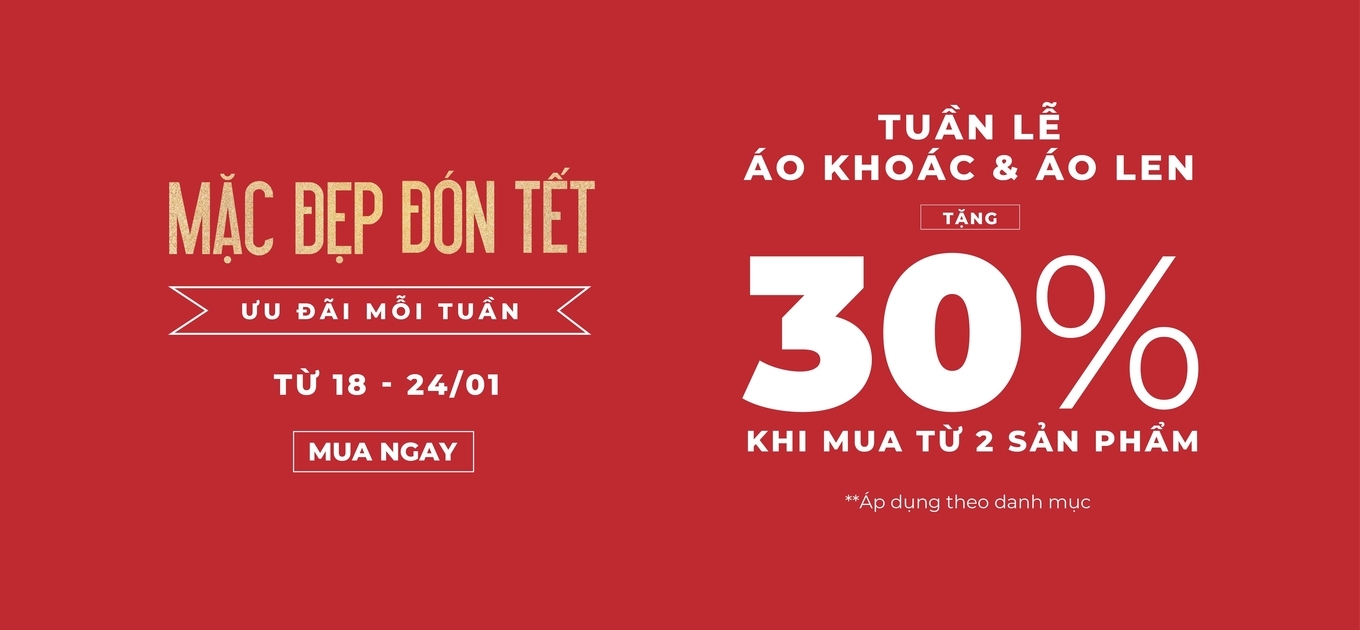 MẶC ĐẸP ĐÓN TẾT
ƯU ĐÃI MỖI TUẦN
TỪ 18 - 24/01
MUA NGAY
TUẦN LỄ
ÁO KHOÁC & ÁO LEN
TẶNG
30%
KHI MUA TỪ 2 SẢN PHẨM
**Áp dụng theo danh mục